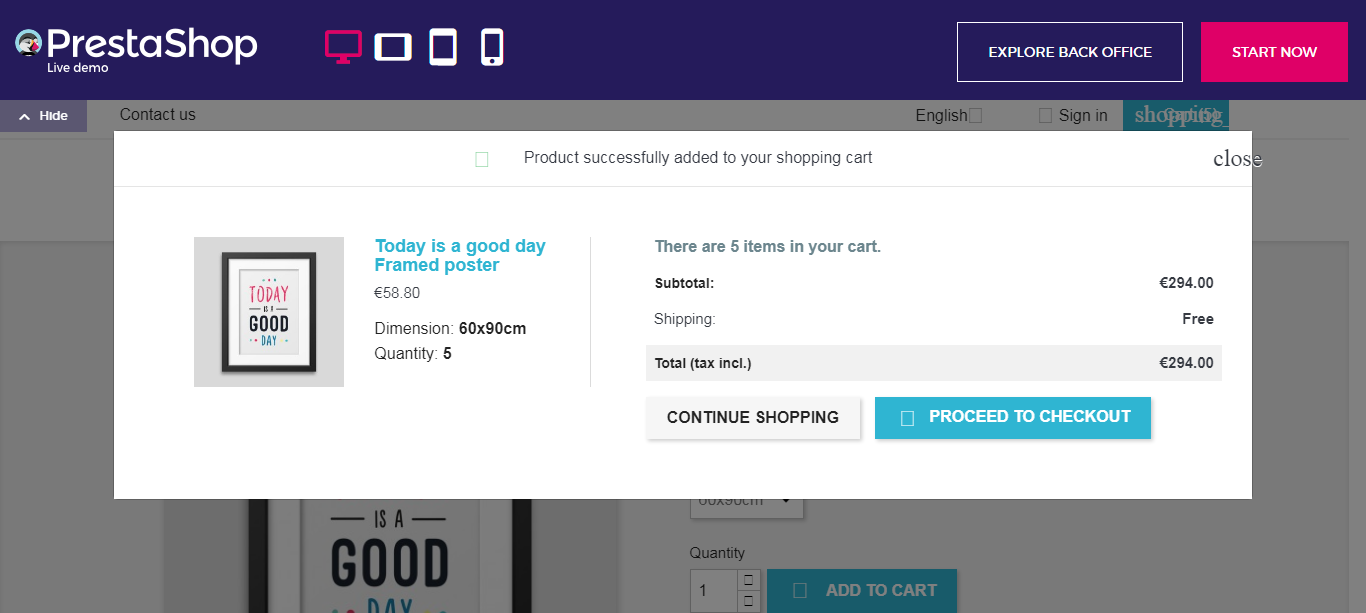 PrestaShop
Live demo
EXPLORE BACK OFFICE
START NOW
Hide
Contact us
English
Sign in
shopping_
Cart (5)
Product successfully added to your shopping cart
close
TODAY
IS A
GOOD
DAY
Today is a good day
Framed poster
€58.80
Dimension: 60x90cm
Quantity: 5
There are 5 items in your cart.
Subtotal: €294.00
Shipping: Free
Total (tax incl.) €294.00
CONTINUE SHOPPING
PROCEED TO CHECKOUT
60x90cm
IS A
GOOD
DAY
Quantity
1
ADD TO CART